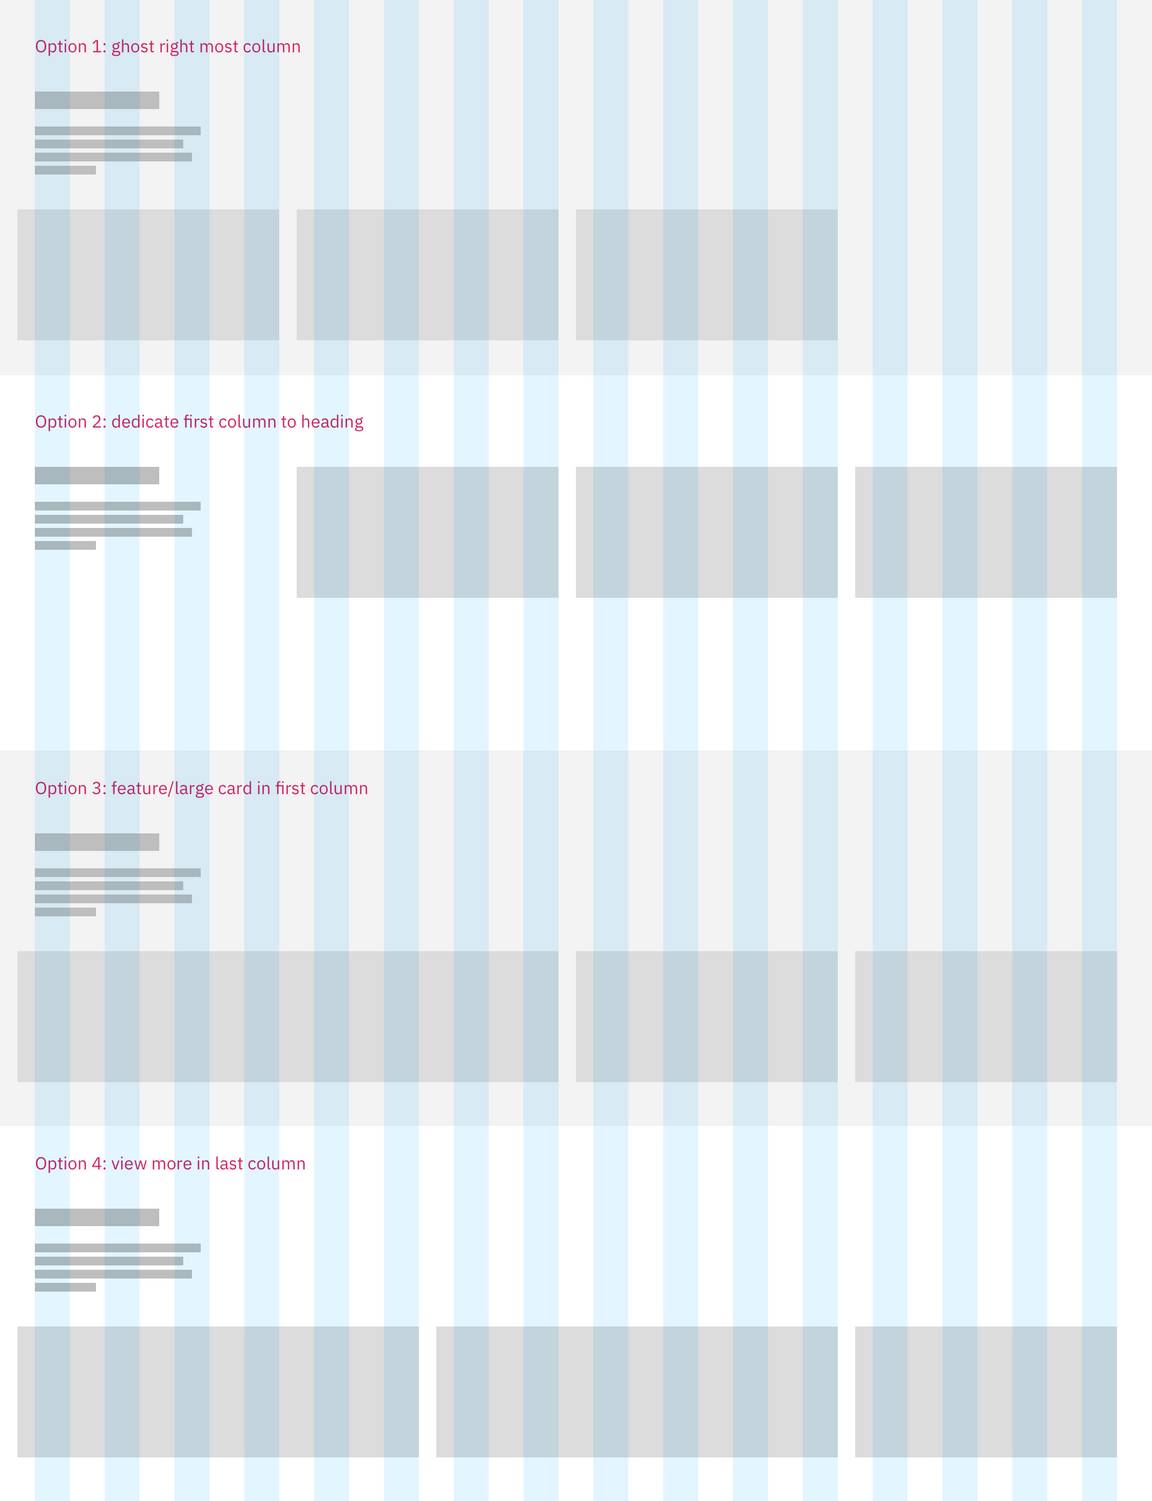 Option 1: ghost right most column
Option 2: dedicate first column to heading
Option 3: feature/large card in first column
Option 4: view more in last column